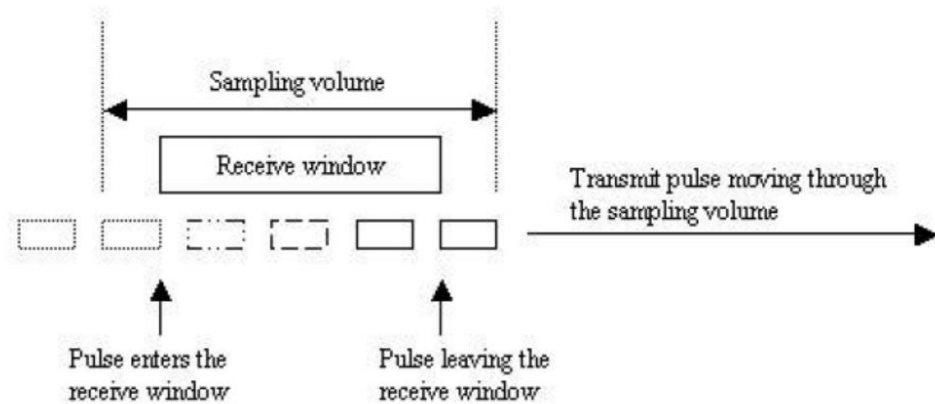 Sampling volume
Receive window
Transmit pulse moving through
the sampling volume
Pulse enters the
receive window
Pulse leaving the
receive window